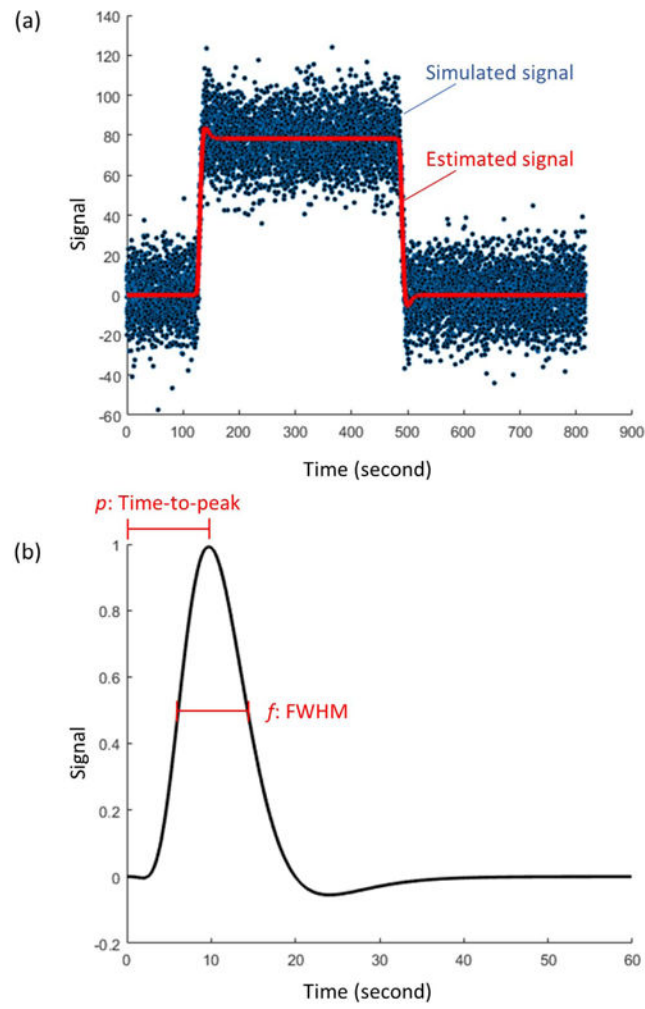 (a)
140
120
100
80
60
40
20
0
-20
-40
-60
Signal
Simulated signal
Estimated signal
0 100 200 300 400 500 600 700 800 900
Time (second)
p: Time-to-peak
(b)
1
0.8
0.6
0.4
0.2
0
-0.2
Signal
f: FWHM
0 10 20 30 40 50 60
Time (second)